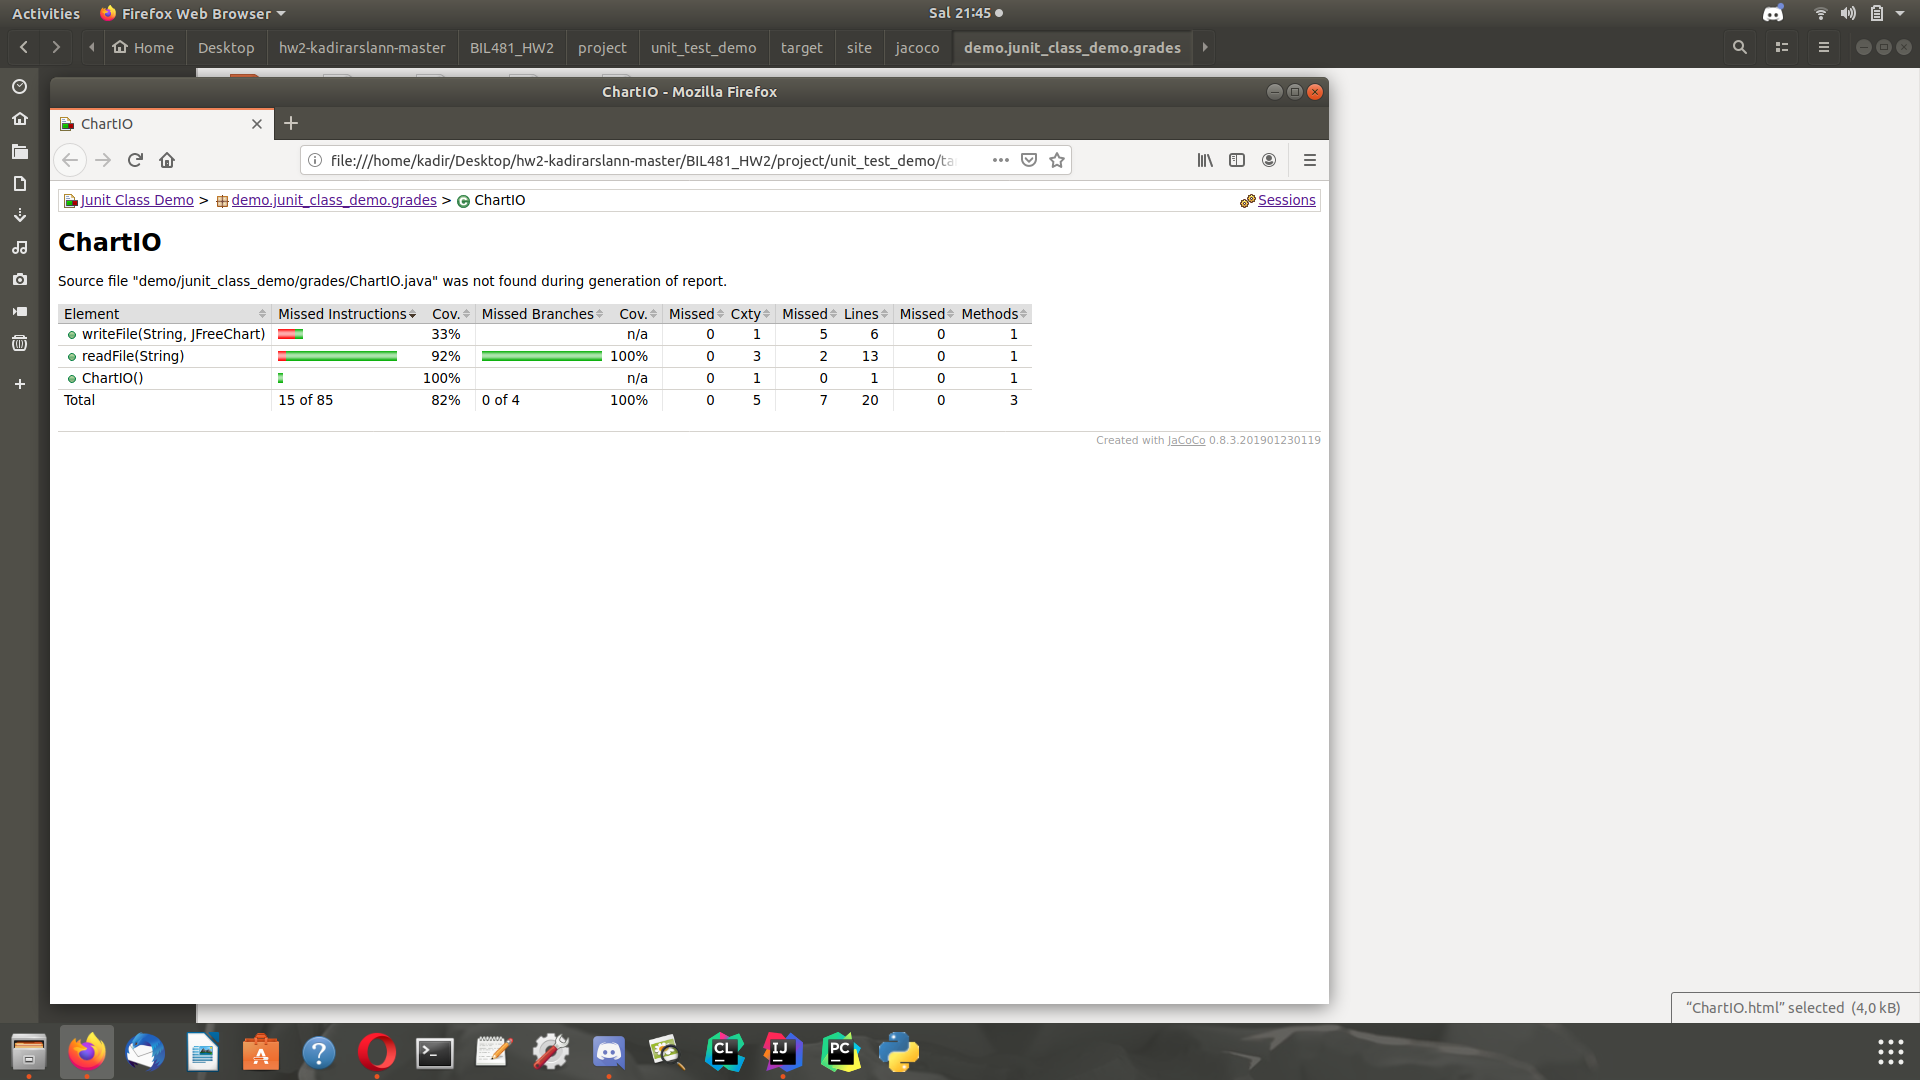 Activities Firefox Web Browser Sal 21:45
Home Desktop hw2-kadirarslann-master BIL481_HW2 project unit_test_demo target site jacoco demo.junit_class_demo.grades
ChartIO - Mozilla Firefox
ChartIO
file:///home/kadir/Desktop/hw2-kadirarslann-master/BIL481_HW2/project/unit_test_demo/ta
Junit Class Demo > demo.junit_class_demo.grades > ChartIO Sessions
ChartIO
Source file "demo/junit_class_demo/grades/ChartIO.java" was not found during generation of report.
Element Missed Instructions Cov. Missed Branches Cov. Missed Cxty Missed Lines Missed Methods
writeFile(String, JFreeChart) 33% n/a 0 1 5 6 0 1
readFile(String) 92% 100% 0 3 2 13 0 1
ChartIO() 100% n/a 0 1 0 1 0 1
Total 15 of 85 82% 0 of 4 100% 0 5 7 20 0 3
Created with JaCoCo 0.8.3.201901230119
“ChartIO.html” selected (4,0 kB)
CL IJ PC